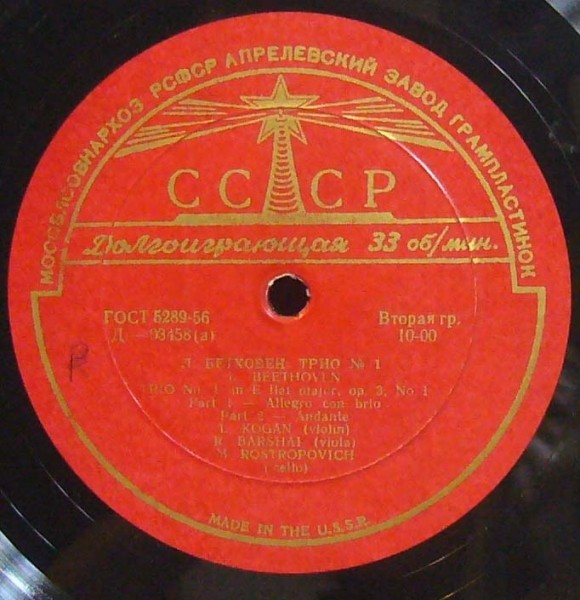 МОСОБЛСОВНАРХОЗ РСФСР АПРЕЛЕВСКИЙ ЗАВОД ГРАМПЛАСТИНОК
СССР
Долгоиграющая 33 об/мин.
ГОСТ 5289-56
Вторая гр.
Д—03458(а)
10-00
Л. БЕТХОВЕН. ТРИО № 1
L. BEETHOVEN
TRIO No. 1 in E flat major, op. 3, No 1
Part 1 — Allegro con brio
Part 2 — Andante
L. KOGAN (violin)
R. BARSHAI (viola)
M. ROSTROPOVICH
(cello)
MADE IN THE U.S.S.R.